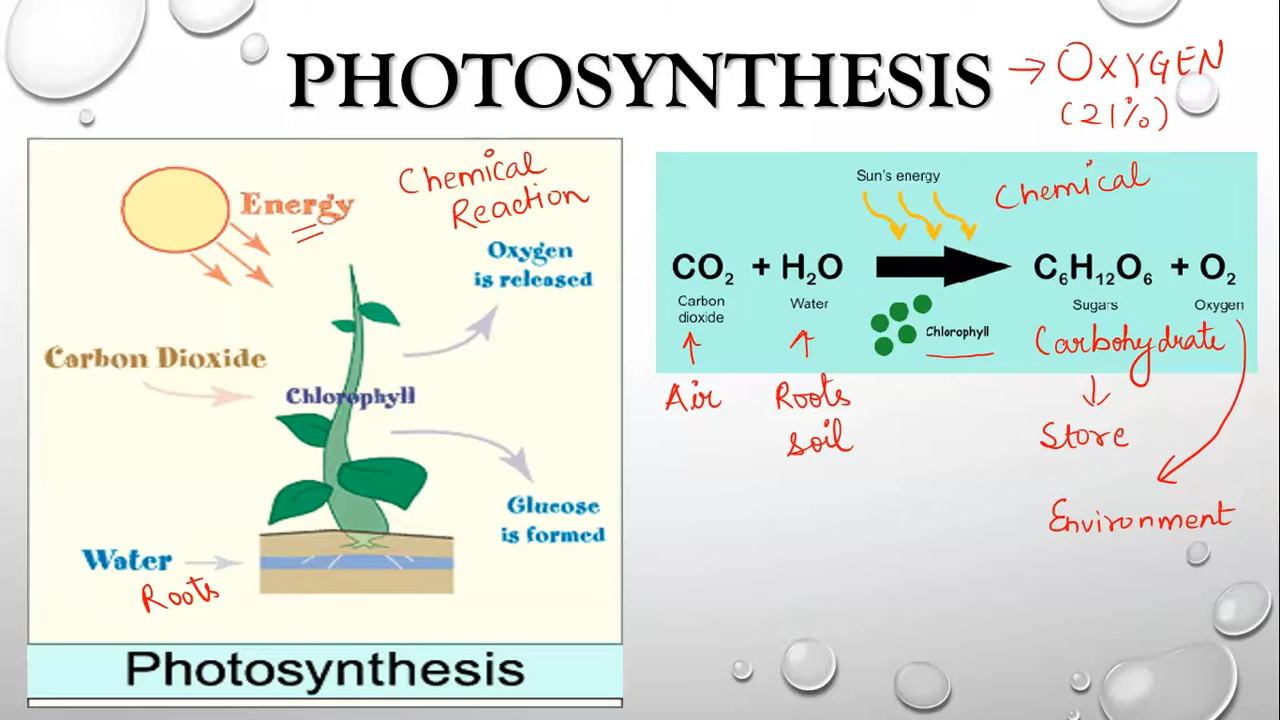 PHOTOSYNTHESIS → OXYGEN
(21%)
Energy
Chemical
Reaction
Oxygen
is released
Carbon Dioxide
Chlorophyll
Glucose
is formed
Water
Roots
Photosynthesis
Sun's energy
Chemical
CO₂ + H₂O → C₆H₁₂O₆ + O₂
Carbon
dioxide
Water
Sugars
Oxygen
Chlorophyll
Carbohydrate
Air
Roots
soil
Store
Environment